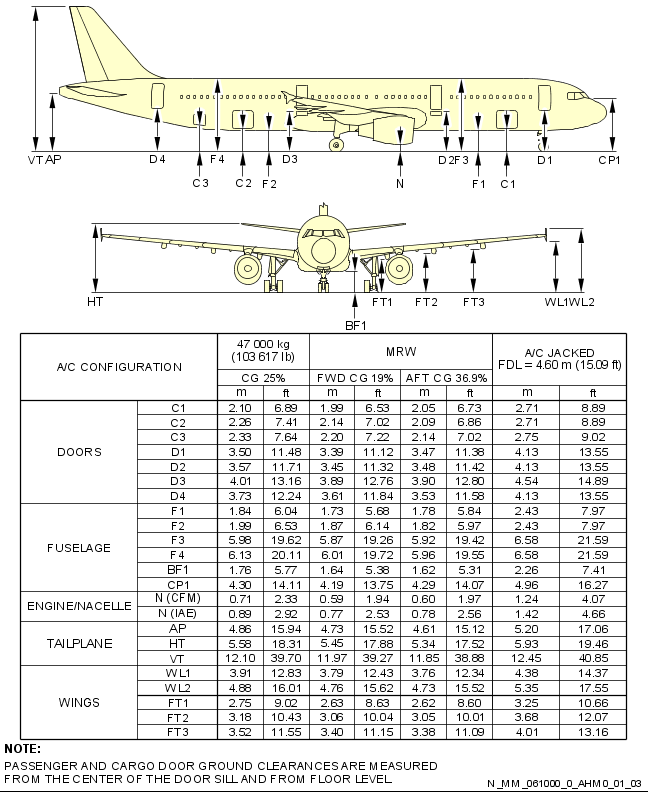 VT AP D4 F4 D3 D2 F3 D1 CP1
C3 C2 F2 N F1 C1
HT FT1 FT2 FT3 WL1 WL2
BF1
A/C CONFIGURATION 47 000 kg (103 617 lb) MRW A/C JACKED FDL = 4.60 m (15.09 ft)
CG 25% FWD CG 19% AFT CG 36.9%
m ft m ft m ft m ft
DOORS
C1 2.10 6.89 1.99 6.53 2.05 6.73 2.71 8.89
C2 2.26 7.41 2.14 7.02 2.09 6.86 2.71 8.89
C3 2.33 7.64 2.20 7.22 2.14 7.02 2.75 9.02
D1 3.50 11.48 3.39 11.12 3.47 11.38 4.13 13.55
D2 3.57 11.71 3.45 11.32 3.48 11.42 4.13 13.55
D3 4.01 13.16 3.89 12.76 3.90 12.80 4.54 14.89
D4 3.73 12.24 3.61 11.84 3.53 11.58 4.13 13.55
FUSELAGE
F1 1.84 6.04 1.73 5.68 1.78 5.84 2.43 7.97
F2 1.99 6.53 1.87 6.14 1.82 5.97 2.43 7.97
F3 5.98 19.62 5.87 19.26 5.92 19.42 6.58 21.59
F4 6.13 20.11 6.01 19.72 5.96 19.55 6.58 21.59
BF1 1.76 5.77 1.64 5.38 1.62 5.31 2.26 7.41
CP1 4.30 14.11 4.19 13.75 4.29 14.07 4.96 16.27
ENGINE/NACELLE
N (CFM) 0.71 2.33 0.59 1.94 0.60 1.97 1.24 4.07
N (IAE) 0.89 2.92 0.77 2.53 0.78 2.56 1.42 4.66
TAILPLANE
AP 4.86 15.94 4.73 15.52 4.61 15.12 5.20 17.06
HT 5.58 18.31 5.45 17.88 5.34 17.52 5.93 19.46
VT 12.10 39.70 11.97 39.27 11.85 38.88 12.45 40.85
WINGS
WL1 3.91 12.83 3.79 12.43 3.76 12.34 4.38 14.37
WL2 4.88 16.01 4.76 15.62 4.73 15.52 5.35 17.55
FT1 2.75 9.02 2.63 8.63 2.62 8.60 3.25 10.66
FT2 3.18 10.43 3.06 10.04 3.05 10.01 3.68 12.07
FT3 3.52 11.55 3.40 11.15 3.38 11.09 4.01 13.16
NOTE:
PASSENGER AND CARGO DOOR GROUND CLEARANCES ARE MEASURED
FROM THE CENTER OF THE DOOR SILL AND FROM FLOOR LEVEL.
N_MM_061000_0_AHM0_01_03